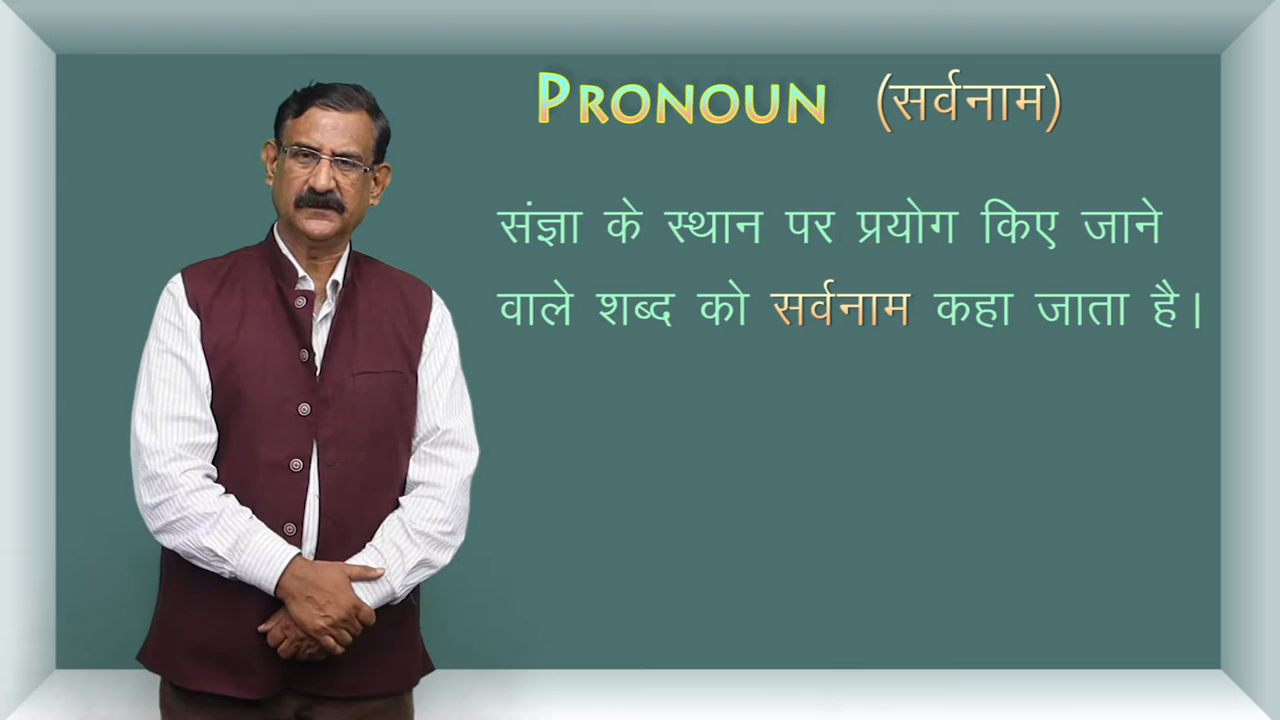 PRONOUN (सर्वनाम)
संज्ञा के स्थान पर प्रयोग किए जाने
वाले शब्द को सर्वनाम कहा जाता है।